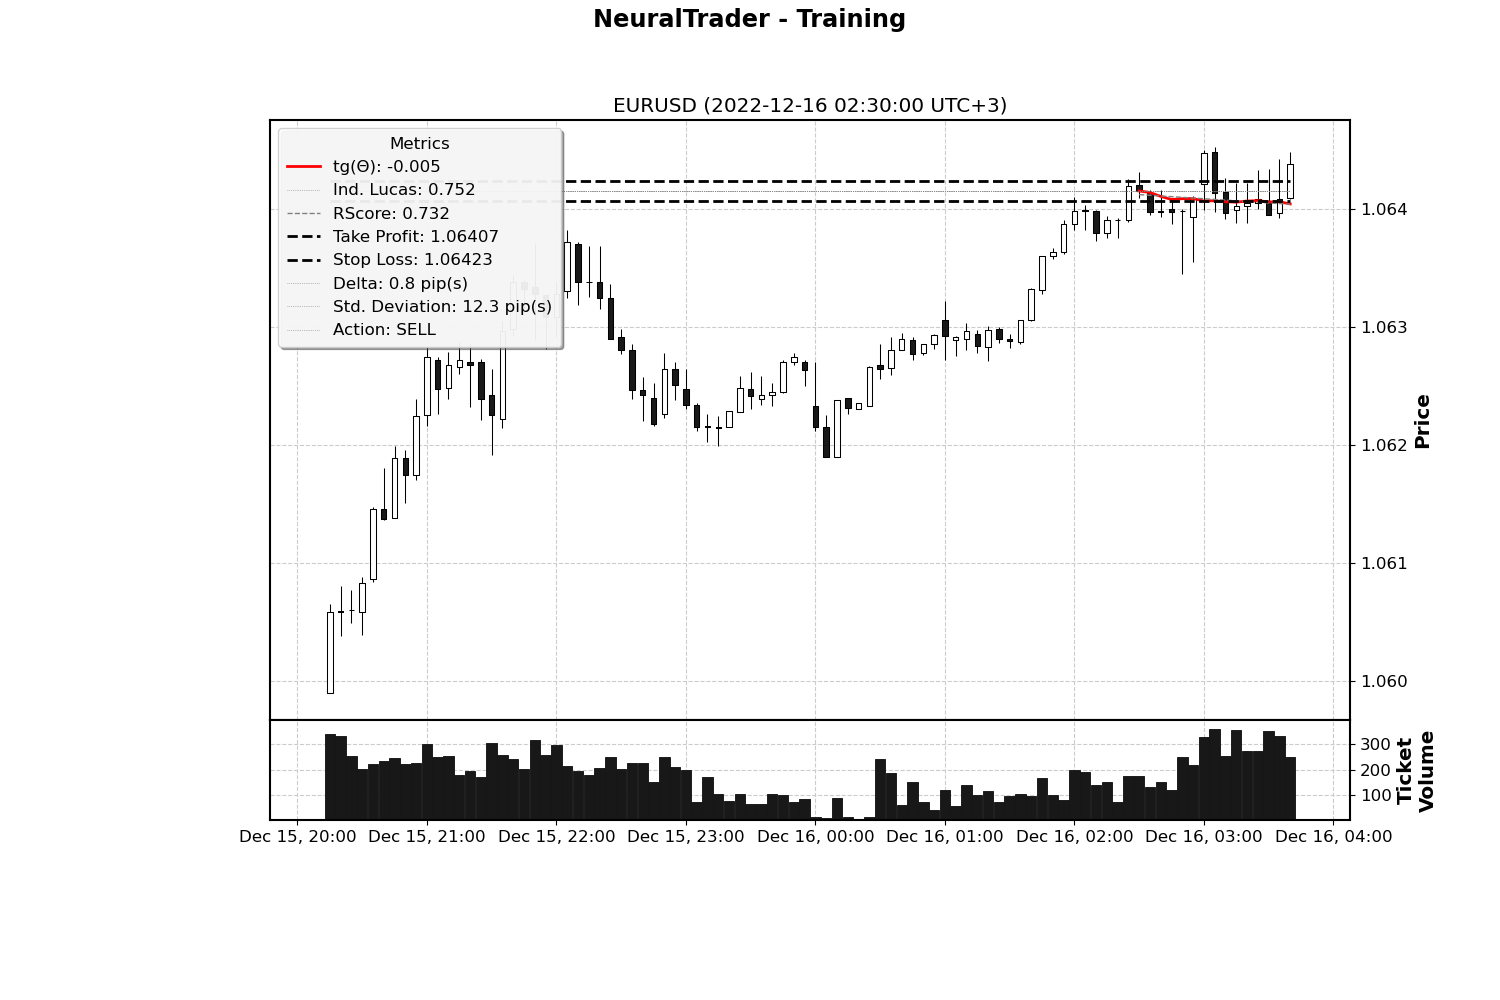 NeuralTrader - Training
EURUSD (2022-12-16 02:30:00 UTC+3)
Metrics
tg(Θ): -0.005
Ind. Lucas: 0.752
RScore: 0.732
Take Profit: 1.06407
Stop Loss: 1.06423
Delta: 0.8 pip(s)
Std. Deviation: 12.3 pip(s)
Action: SELL
1.064
1.063
1.062
1.061
1.060
Price
300
200
100
Ticket
Volume
Dec 15, 20:00
Dec 15, 21:00
Dec 15, 22:00
Dec 15, 23:00
Dec 16, 00:00
Dec 16, 01:00
Dec 16, 02:00
Dec 16, 03:00
Dec 16, 04:00